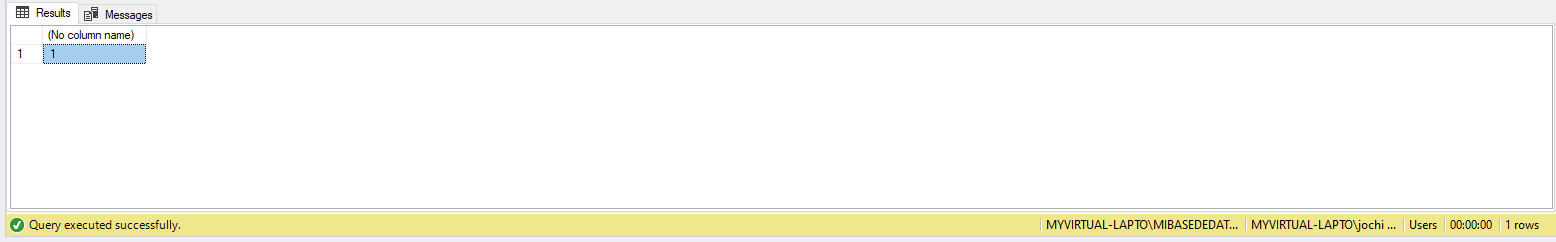 Results Messages
(No column name)
1 1
Query executed successfully. MYVIRTUAL-LAPTO\MIBASEDEDAT... MYVIRTUAL-LAPTO\jochi ... Users 00:00:00 1 rows